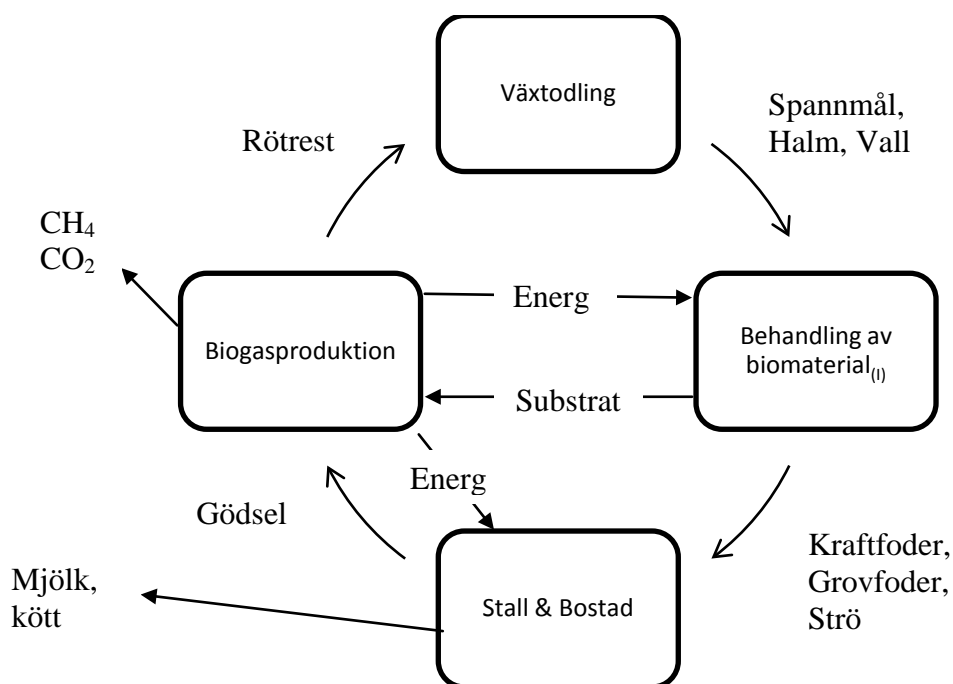 Växtodling
Spannmål,
Halm, Vall
Rötrest
CH₄
CO₂
Energ
Biogasproduktion
Behandling av
biomaterial₍ₗ₎
Substrat
Energ
Gödsel
Kraftfoder,
Grovfoder,
Strö
Mjölk,
kött
Stall & Bostad